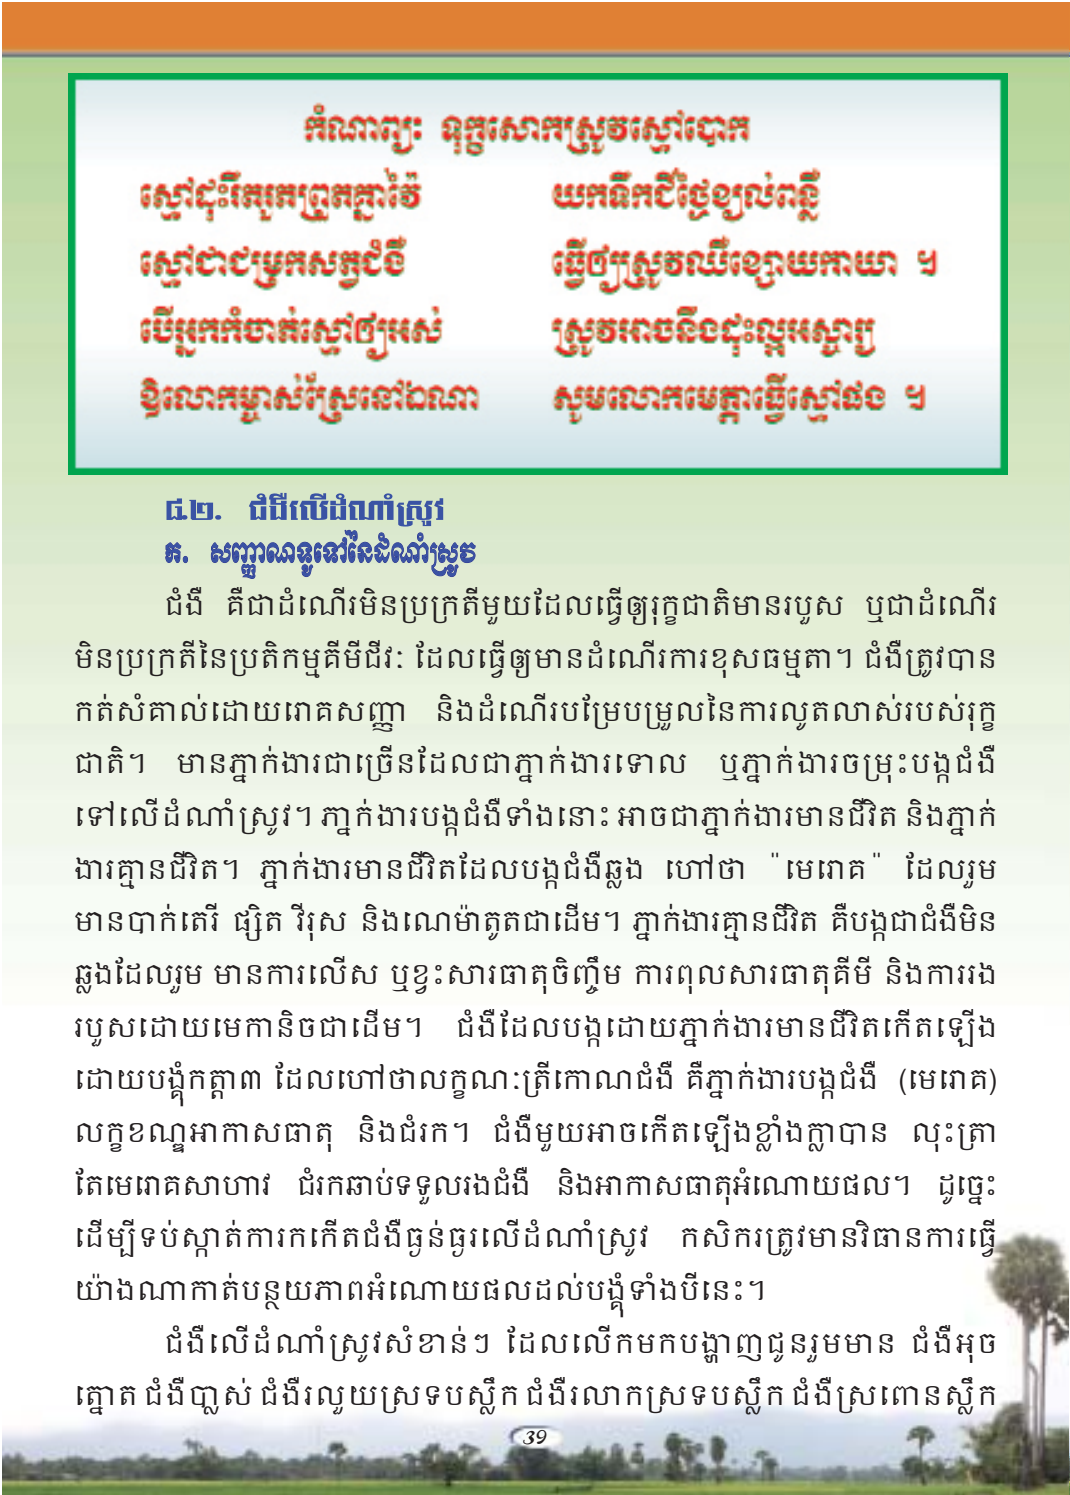 កំណាព្យៈ ទុក្ខសោកស្រូវស្មៅបោក
ស្មៅដុះរឹតរួតព្រួតគ្នាវ៉ៃ យកទឹកជីថ្ងៃខ្យល់ពន្លឺ
ស្មៅជាជម្រកសត្វជំងឺ ធ្វើឲ្យស្រូវឈឺខ្សោយកាយា ។
បើអ្នកកំចាត់ស្មៅឲ្យអស់ ស្រូវអាចនឹងដុះល្អអស្ចារ្យ
ឱ!លោកម្ចាស់ស្រែនៅឯណា សូមលោកមេត្តាធ្វើស្មៅផង ។
៨.២. ជំងឺលើដំណាំស្រូវ
ក. សញ្ញាណទូទៅនៃដំណាំស្រូវ
ជំងឺ គឺជាដំណើរមិនប្រក្រតីមួយដែលធ្វើឲ្យរុក្ខជាតិមានរបួស ឬជាដំណើរ
មិនប្រក្រតីនៃប្រតិកម្មគីមីជីវៈ ដែលធ្វើឲ្យមានដំណើរការខុសធម្មតា។ ជំងឺត្រូវបាន
កត់សំគាល់ដោយរោគសញ្ញា និងដំណើរបម្រែបម្រួលនៃការលូតលាស់របស់រុក្ខ
ជាតិ។ មានភ្នាក់ងារជាច្រើនដែលជាភ្នាក់ងារទោល ឬភ្នាក់ងារចម្រុះបង្កជំងឺ
ទៅលើដំណាំស្រូវ។ ភ្នាក់ងារបង្កជំងឺទាំងនោះ អាចជាភ្នាក់ងារមានជីវិត និងភ្នាក់
ងារគ្មានជីវិត។ ភ្នាក់ងារមានជីវិតដែលបង្កជំងឺឆ្លង ហៅថា "មេរោគ" ដែលរួម
មានបាក់តេរី ផ្សិត វីរុស និងណេម៉ាតូតជាដើម។ ភ្នាក់ងារគ្មានជីវិត គឺបង្កជាជំងឺមិន
ឆ្លងដែលរួម មានការលើស ឬខ្វះសារធាតុចិញ្ចឹម ការពុលសារធាតុគីមី និងការរង
របួសដោយមេកានិចជាដើម។ ជំងឺដែលបង្កដោយភ្នាក់ងារមានជីវិតកើតឡើង
ដោយបង្គុំកត្តា៣ ដែលហៅថាលក្ខណៈត្រីកោណជំងឺ គឺភ្នាក់ងារបង្កជំងឺ (មេរោគ)
លក្ខខណ្ឌអាកាសធាតុ និងជំរក។ ជំងឺមួយអាចកើតឡើងខ្លាំងក្លាបាន លុះត្រា
តែមេរោគសាហាវ ជំរកឆាប់ទទួលរងជំងឺ និងអាកាសធាតុអំណោយផល។ ដូច្នេះ
ដើម្បីទប់ស្កាត់ការកកើតជំងឺធ្ងន់ធ្ងរលើដំណាំស្រូវ កសិករត្រូវមានវិធានការធ្វើ
យ៉ាងណាកាត់បន្ថយភាពអំណោយផលដល់បង្គុំទាំងបីនេះ។
ជំងឺលើដំណាំស្រូវសំខាន់ៗ ដែលលើកមកបង្ហាញជូនរួមមាន ជំងឺអុច
ត្នោត ជំងឺប្លាស់ ជំងឺរលួយស្រទបស្លឹក ជំងឺរលាកស្រទបស្លឹក ជំងឺស្រពោនស្លឹក
39